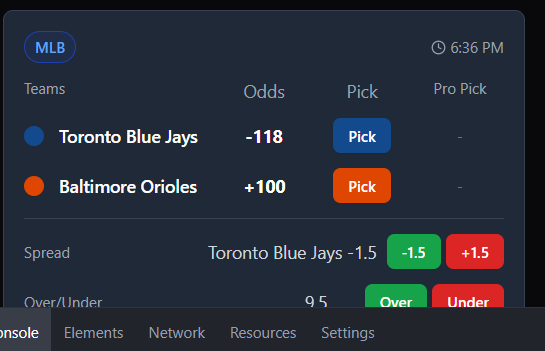 MLB 6:36 PM
Teams Odds Pick Pro Pick
Toronto Blue Jays -118 Pick -
Baltimore Orioles +100 Pick -
Spread Toronto Blue Jays -1.5 -1.5 +1.5
Over/Under 9.5 Over Under
onsole Elements Network Resources Settings